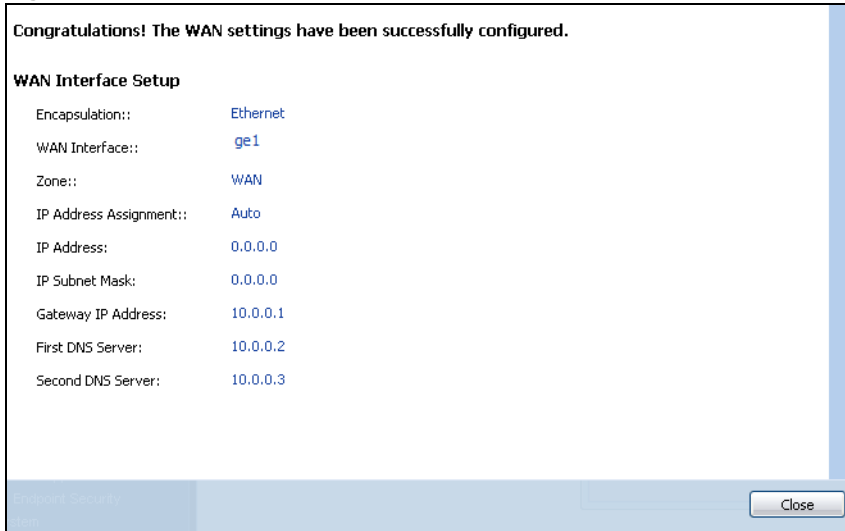 Congratulations! The WAN settings have been successfully configured.
WAN Interface Setup
Encapsulation:: Ethernet
WAN Interface:: ge1
Zone:: WAN
IP Address Assignment:: Auto
IP Address: 0.0.0.0
IP Subnet Mask: 0.0.0.0
Gateway IP Address: 10.0.0.1
First DNS Server: 10.0.0.2
Second DNS Server: 10.0.0.3
Endpoint Security
stem
Close